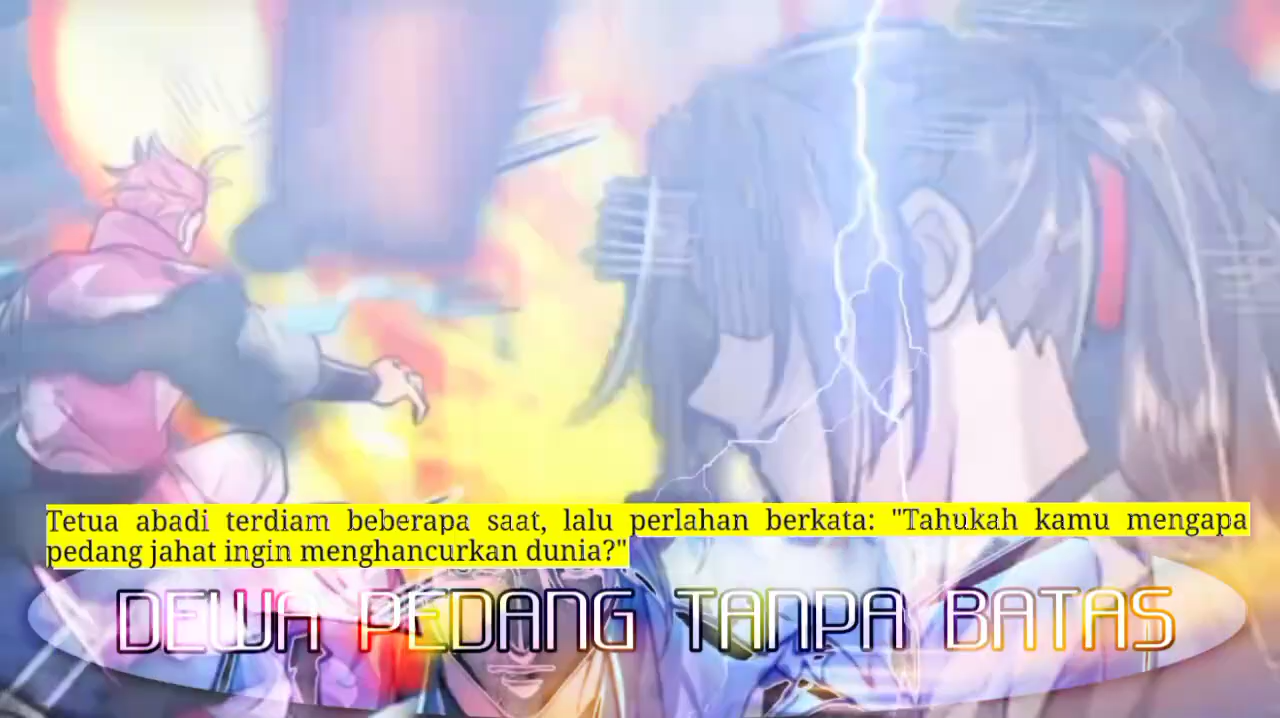 Tetua abadi terdiam beberapa saat, lalu perlahan berkata: "Tahukah kamu mengapa
pedang jahat ingin menghancurkan dunia?"
DEWA PEDANG TANPA BATAS